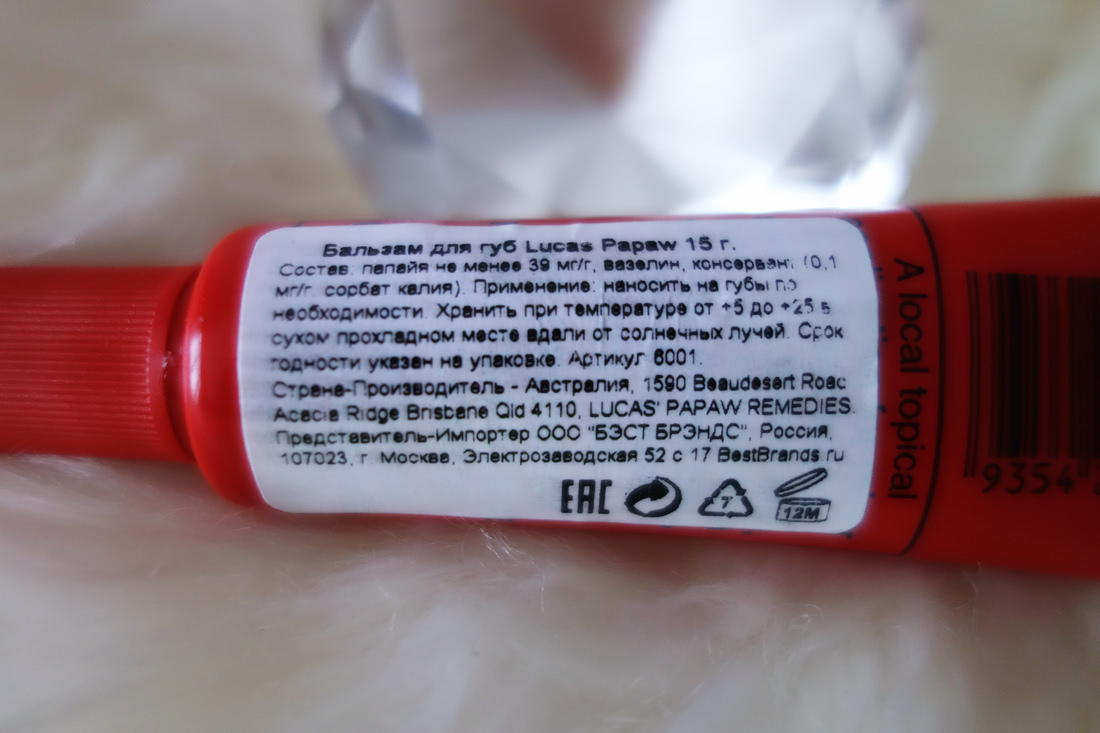 Бальзам для губ Lucas Papaw 15 г.
Состав: папайя не менее 39 мг/г, вазелин, консервант (0,1
мг/г. сорбат калия). Применение: наносить на губы по
необходимости. Хранить при температуре от +5 до +25 в
сухом прохладном месте вдали от солнечных лучей. Срок
годности указан на упаковке. Артикул 6001.
Страна-Производитель - Австралия, 1590 Beaudesert Road
Acacia Ridge Brisbane Qld 4110, LUCAS' PAPAW REMEDIES.
Представитель-Импортер ООО "БЭСТ БРЭНДС", Россия,
107023, г. Москва, Электрозаводская 52 с 17 BestBrands.ru
EAC
7
12M
A local topical
9354